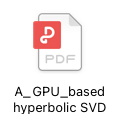 PDF
A_GPU_based
hyperbolic SVD